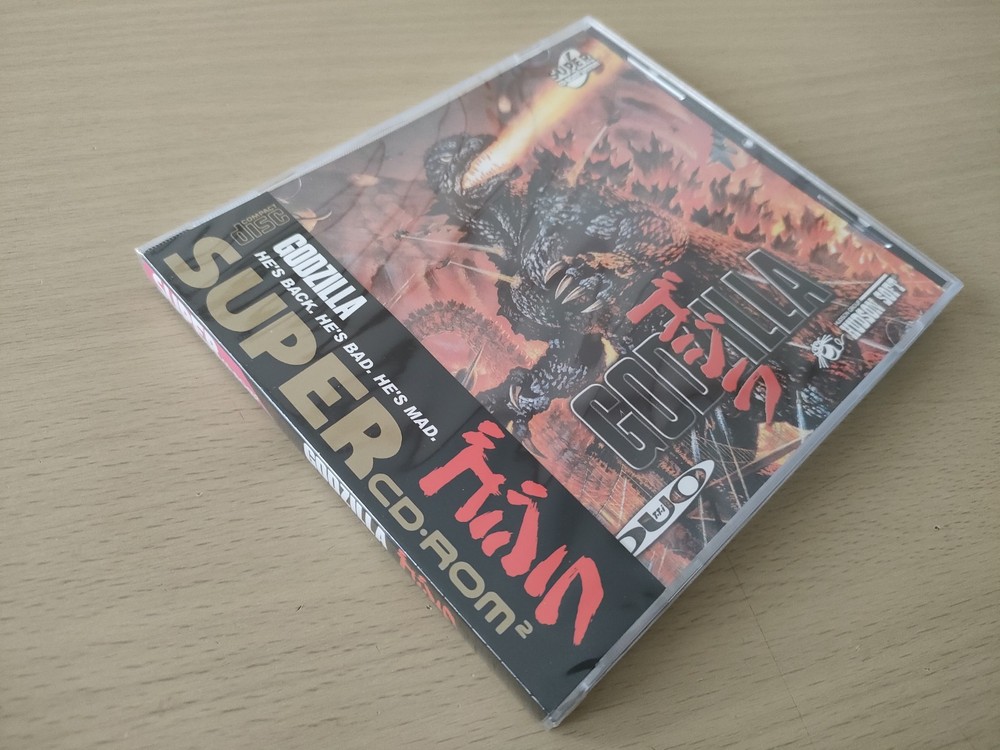 SUPER
COMPACT
disc
GODZILLA
HE'S BACK. HE'S BAD. HE'S MAD.
SUPER CD-ROM²
ゴジラ
GODZILLA
ゴジラ
HUDSON SOFT
GODZILLA
ゴジラ